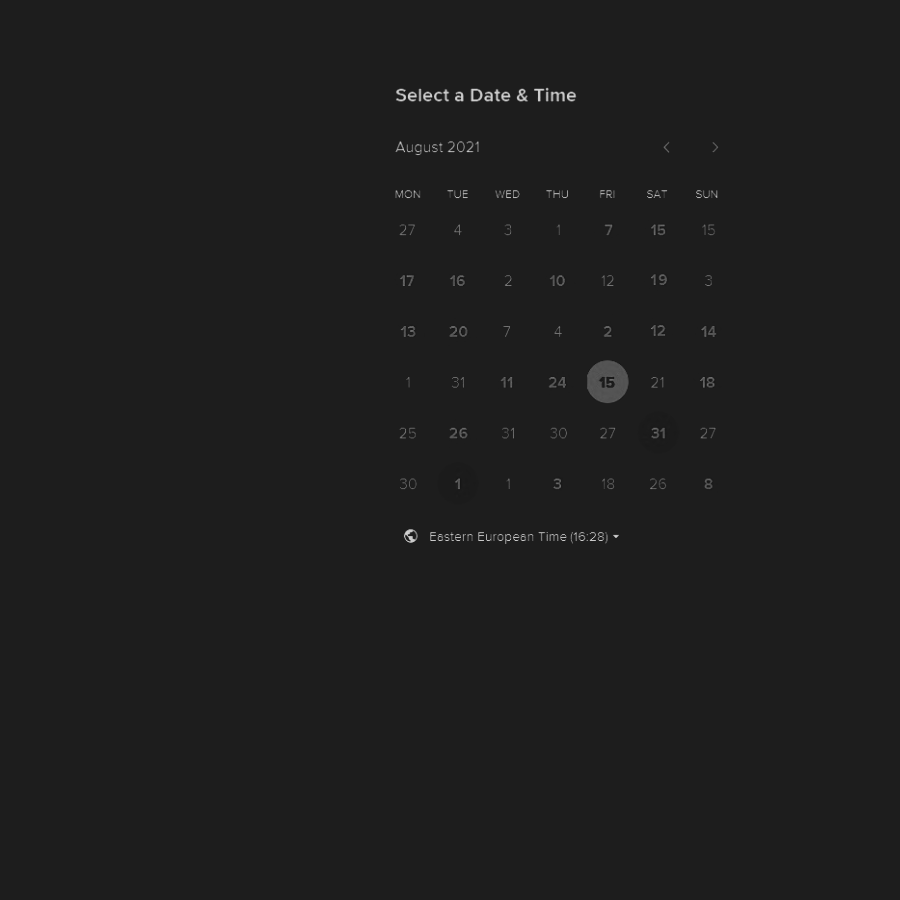 Select a Date & Time
August 2021
MON TUE WED THU FRI SAT SUN
27 4 3 1 7 15 15
17 16 2 10 12 19 3
13 20 7 4 2 12 14
1 31 11 24 15 21 18
25 26 31 30 27 31 27
30 1 1 3 18 26 8
Eastern European Time (16:28)